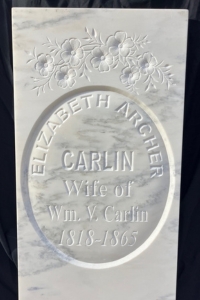 ELIZABETH ARCHER
CARLIN
Wife of
Wm. V. Carlin
1818-1865